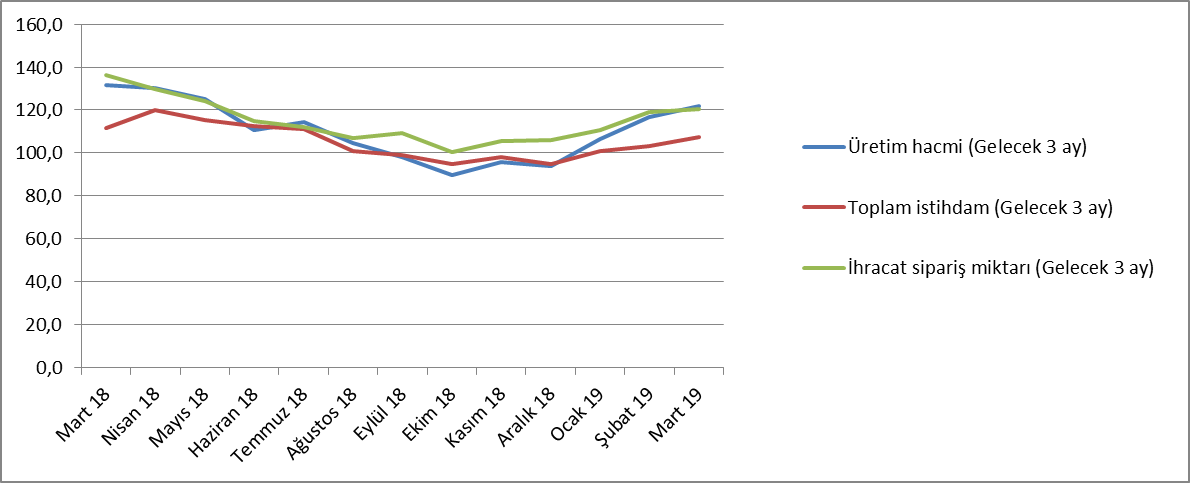 160,0
140,0
120,0
100,0
80,0
60,0
40,0
20,0
0,0
Mart 18
Nisan 18
Mayıs 18
Haziran 18
Temmuz 18
Ağustos 18
Eylül 18
Ekim 18
Kasım 18
Aralık 18
Ocak 19
Şubat 19
Mart 19
Üretim hacmi (Gelecek 3 ay)
Toplam istihdam (Gelecek 3 ay)
İhracat sipariş miktarı (Gelecek 3 ay)